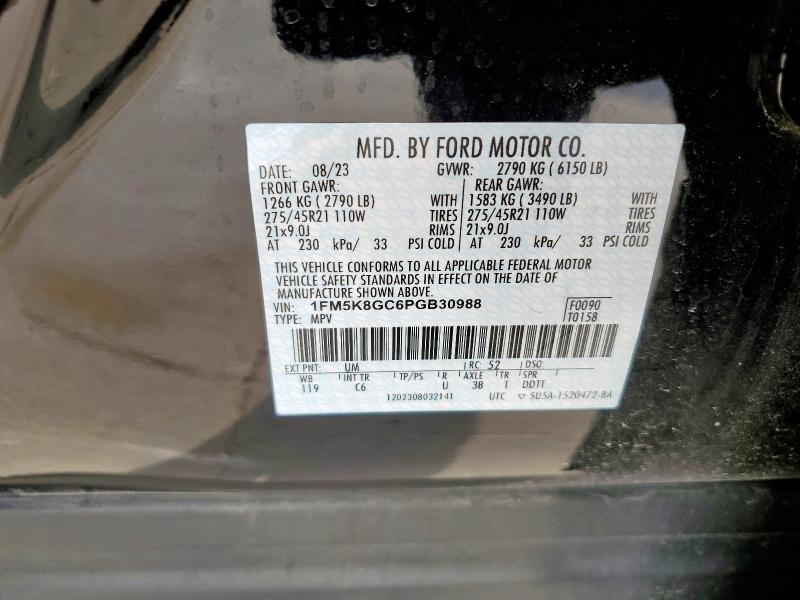 MFD. BY FORD MOTOR CO.
DATE: 08/23 GVWR: 2790 KG ( 6150 LB)
FRONT GAWR: REAR GAWR:
1266 KG ( 2790 LB) WITH 1583 KG ( 3490 LB) WITH
275/45R21 110W TIRES 275/45R21 110W TIRES
21x9.0J RIMS 21x9.0J RIMS
AT 230 kPa/ 33 PSI COLD AT 230 kPa/ 33 PSI COLD
THIS VEHICLE CONFORMS TO ALL APPLICABLE FEDERAL MOTOR
VEHICLE SAFETY STANDARDS IN EFFECT ON THE DATE OF
MANUFACTURE SHOWN ABOVE.
VIN: 1FM5K8GC6PGB30988 F0090
TYPE: MPV T0158
EXT PNT: UM RC: 52 DSO:
WB INT TR TP/PS R AXLE TR SPR
119 C6 U 3B I DDTT
1202308032141 UTC ▽ 5U5A-1520472-BA